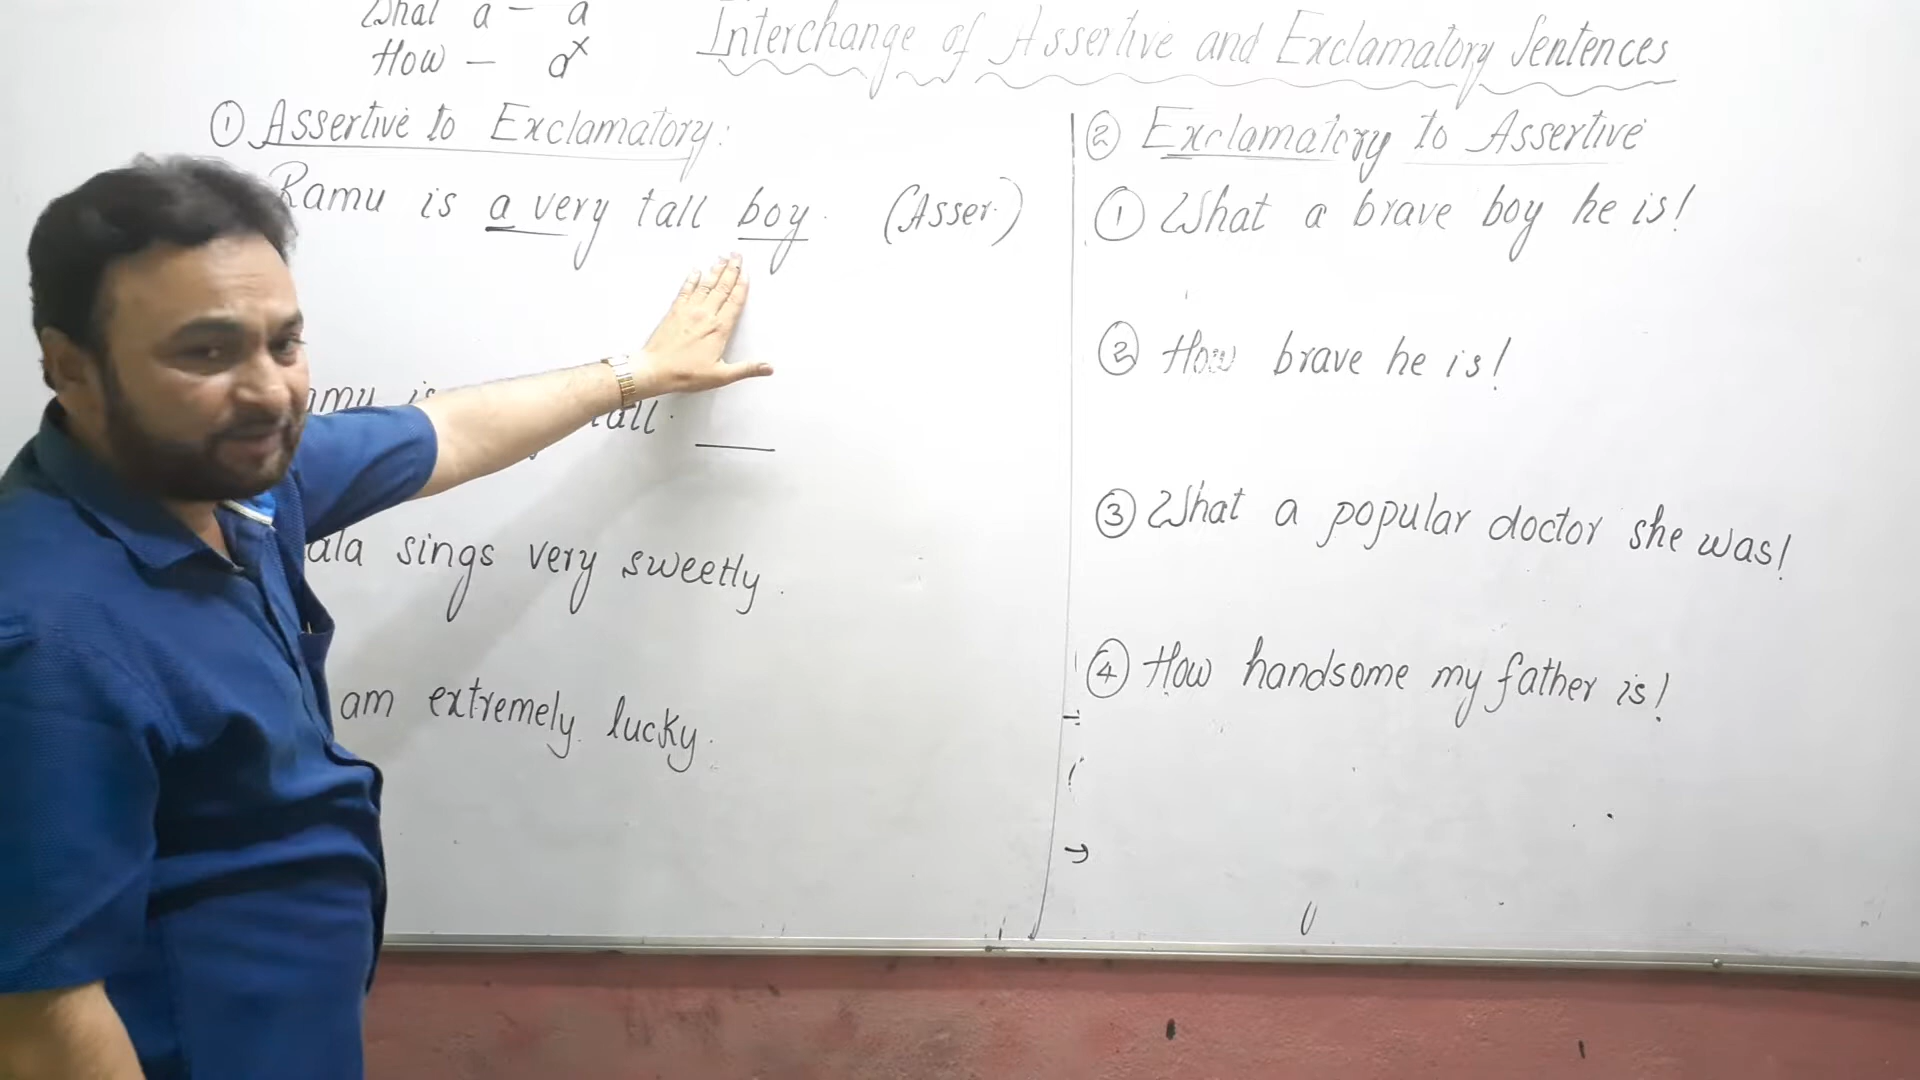 What a - a
How - a x
Interchange of Assertive and Exclamatory Sentences
① Assertive to Exclamatory:
Ramu is a very tall boy. (Asser.)
is tall. ___
sings very sweetly.
am extremely lucky.
② Exclamatory to Assertive
① What a brave boy he is!
② How brave he is!
③ What a popular doctor she was!
④ How handsome my father is!